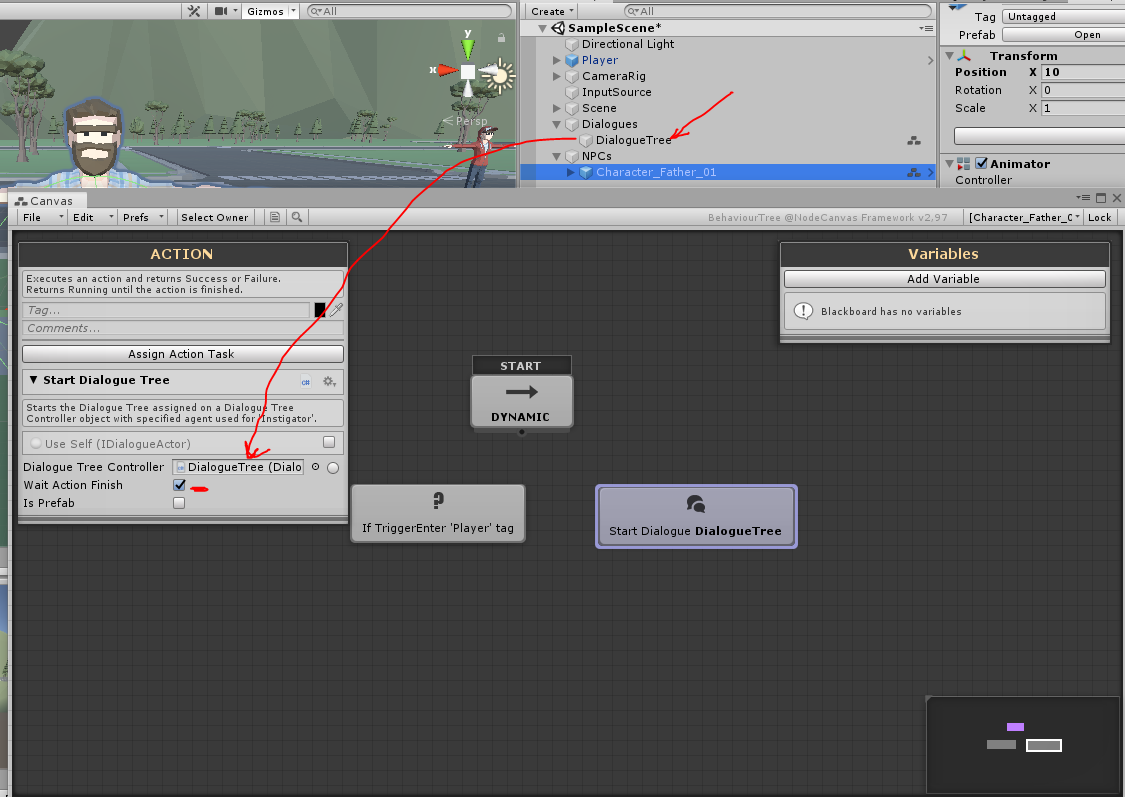 Gizmos
All
y
x
Persp
Create
All
SampleScene*
Directional Light
Player
CameraRig
InputSource
Scene
Dialogues
DialogueTree
NPCs
Character_Father_01
Tag Untagged
Prefab Open
Transform
Position X 10
Rotation X 0
Scale X 1
Animator
Controller
Canvas
File Edit Prefs Select Owner
BehaviourTree @NodeCanvas Framework v2.97
[Character_Father_0
Lock
ACTION
Executes an action and returns Success or Failure.
Returns Running until the action is finished.
Tag...
Comments...
Assign Action Task
Start Dialogue Tree
C#
Starts the Dialogue Tree assigned on a Dialogue Tree
Controller object with specified agent used for 'Instigator'.
Use Self (IDialogueActor)
Dialogue Tree Controller DialogueTree (Dialo
Wait Action Finish
Is Prefab
Variables
Add Variable
Blackboard has no variables
START
DYNAMIC
If TriggerEnter 'Player' tag
Start Dialogue DialogueTree